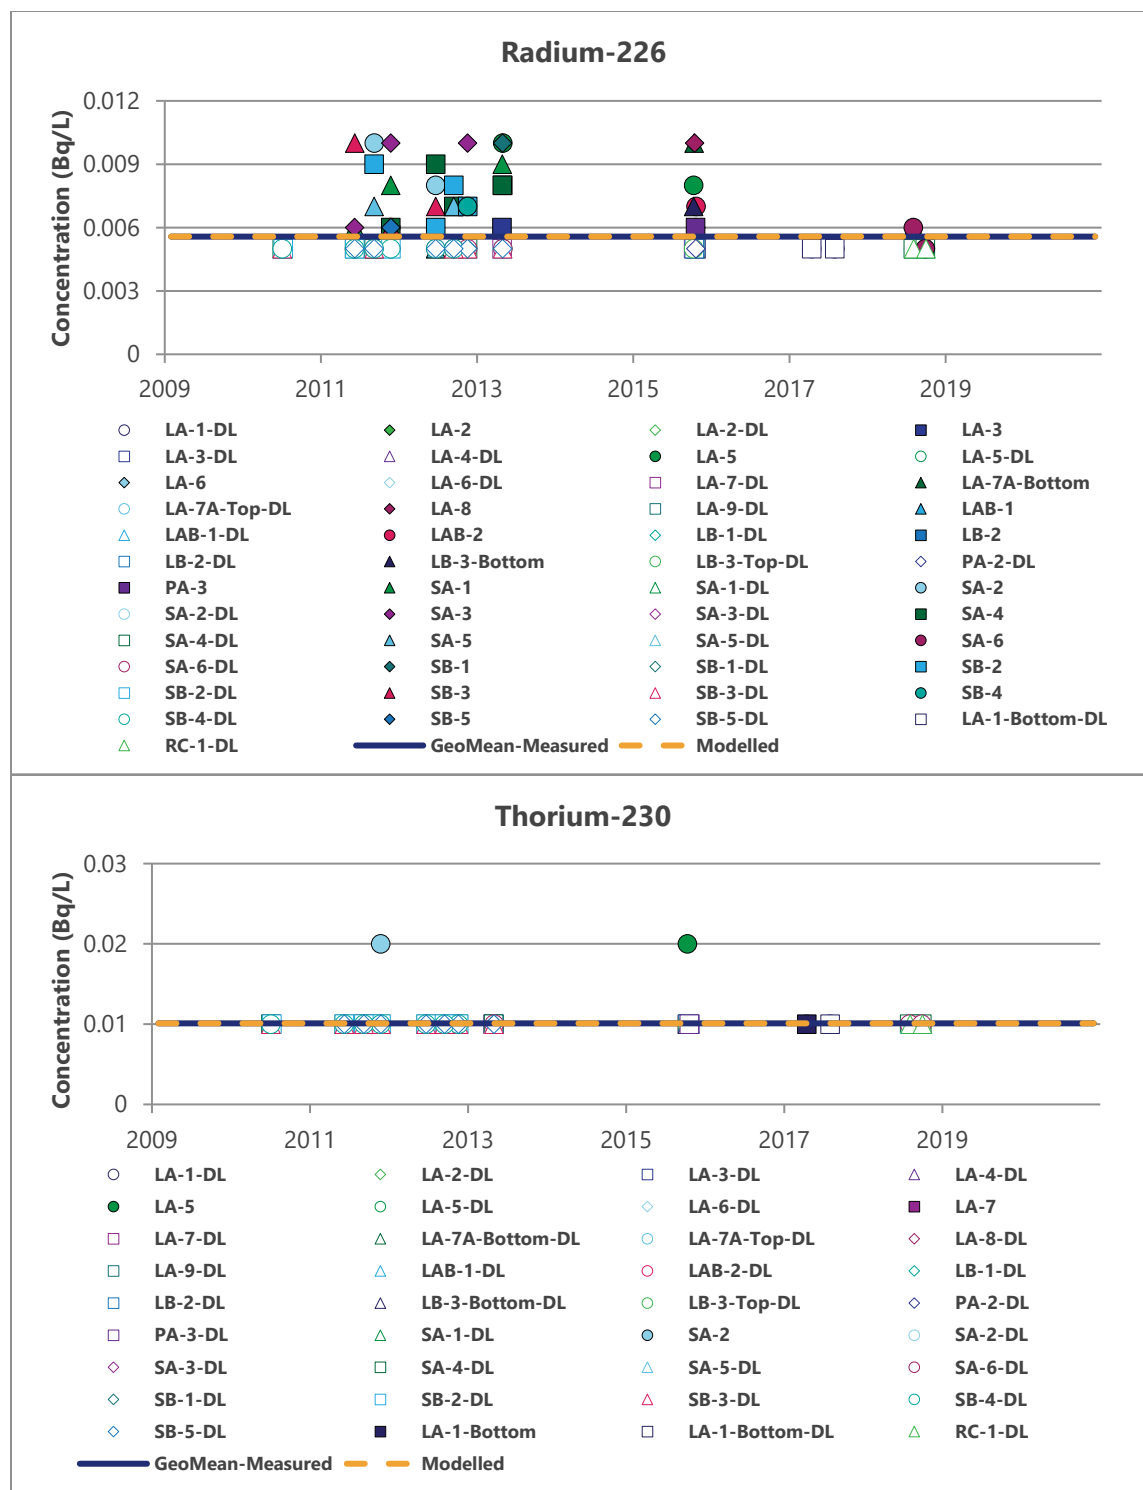 Radium-226
Concentration (Bq/L)
0.012
0.009
0.006
0.003
0
2009 2011 2013 2015 2017 2019
LA-1-DL LA-2 LA-2-DL LA-3
LA-3-DL LA-4-DL LA-5 LA-5-DL
LA-6 LA-6-DL LA-7-DL LA-7A-Bottom
LA-7A-Top-DL LA-8 LA-9-DL LAB-1
LAB-1-DL LAB-2 LB-1-DL LB-2
LB-2-DL LB-3-Bottom LB-3-Top-DL PA-2-DL
PA-3 SA-1 SA-1-DL SA-2
SA-2-DL SA-3 SA-3-DL SA-4
SA-4-DL SA-5 SA-5-DL SA-6
SA-6-DL SB-1 SB-1-DL SB-2
SB-2-DL SB-3 SB-3-DL SB-4
SB-4-DL SB-5 SB-5-DL LA-1-Bottom-DL
RC-1-DL GeoMean-Measured Modelled
Thorium-230
Concentration (Bq/L)
0.03
0.02
0.01
0
2009 2011 2013 2015 2017 2019
LA-1-DL LA-2-DL LA-3-DL LA-4-DL
LA-5 LA-5-DL LA-6-DL LA-7
LA-7-DL LA-7A-Bottom-DL LA-7A-Top-DL LA-8-DL
LA-9-DL LAB-1-DL LAB-2-DL LB-1-DL
LB-2-DL LB-3-Bottom-DL LB-3-Top-DL PA-2-DL
PA-3-DL SA-1-DL SA-2 SA-2-DL
SA-3-DL SA-4-DL SA-5-DL SA-6-DL
SB-1-DL SB-2-DL SB-3-DL SB-4-DL
SB-5-DL LA-1-Bottom LA-1-Bottom-DL RC-1-DL
GeoMean-Measured Modelled